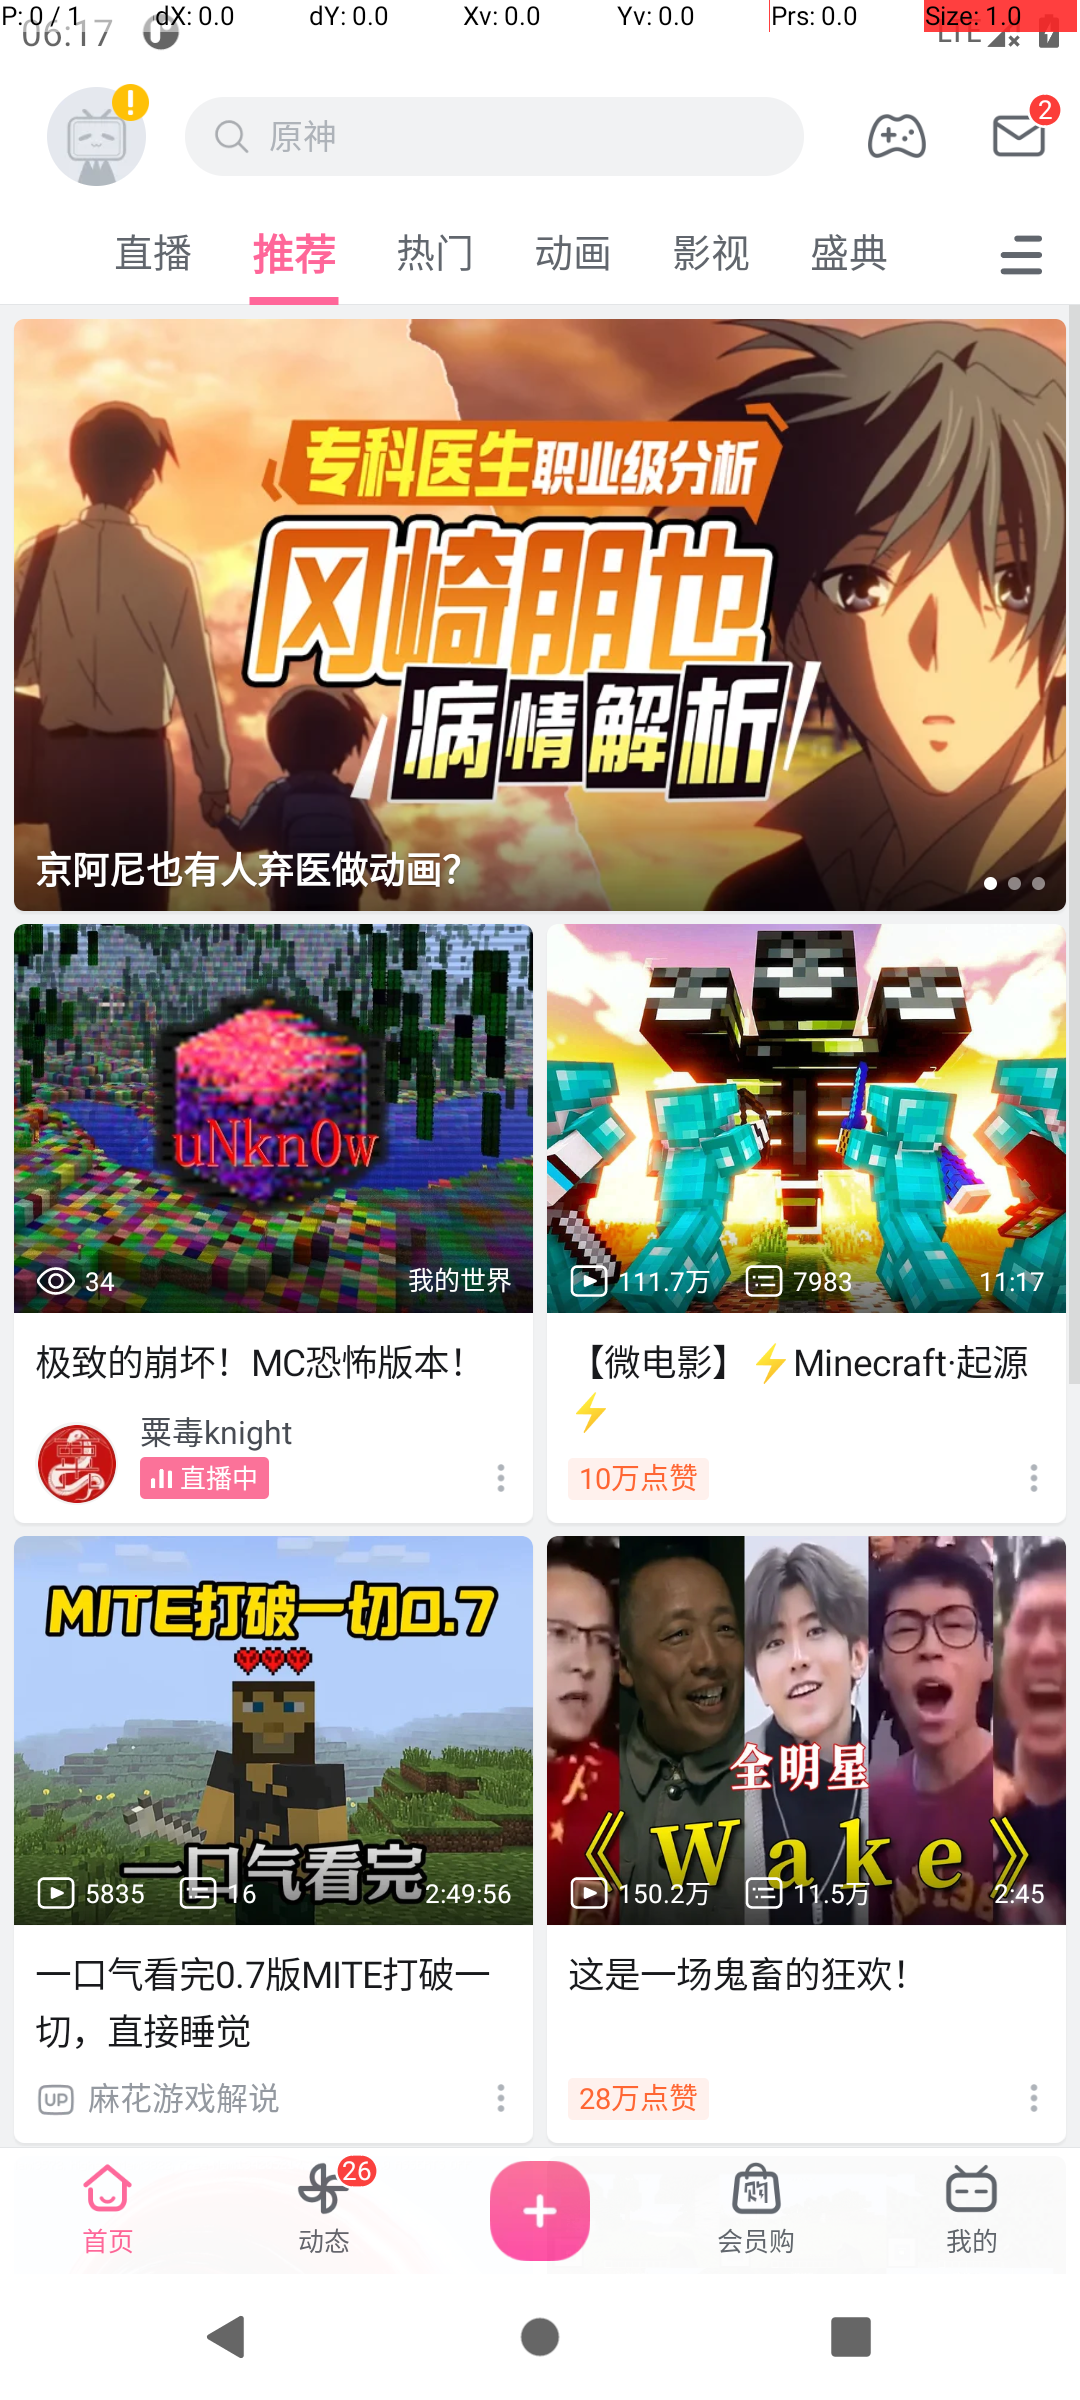 P: 0 / 1
dX: 0.0
dY: 0.0
Xv: 0.0
Yv: 0.0
Prs: 0.0
Size: 1.0
06:17
LTE
原神
2
直播
推荐
热门
动画
影视
盛典
专科医生职业级分析
冈崎朋也
病情解析
京阿尼也有人弃医做动画?
uNkn0w
34
我的世界
111.7万
7983
11:17
极致的崩坏！MC恐怖版本！
【微电影】⚡Minecraft·起源
⚡
粟毒knight
直播中
10万点赞
MITE打破一切0.7
一口气看完
5835
16
2:49:56
全明星
《Wake》
150.2万
11.5万
2:45
一口气看完0.7版MITE打破一
切，直接睡觉
这是一场鬼畜的狂欢！
UP 麻花游戏解说
28万点赞
首页
26
动态
购
会员购
我的